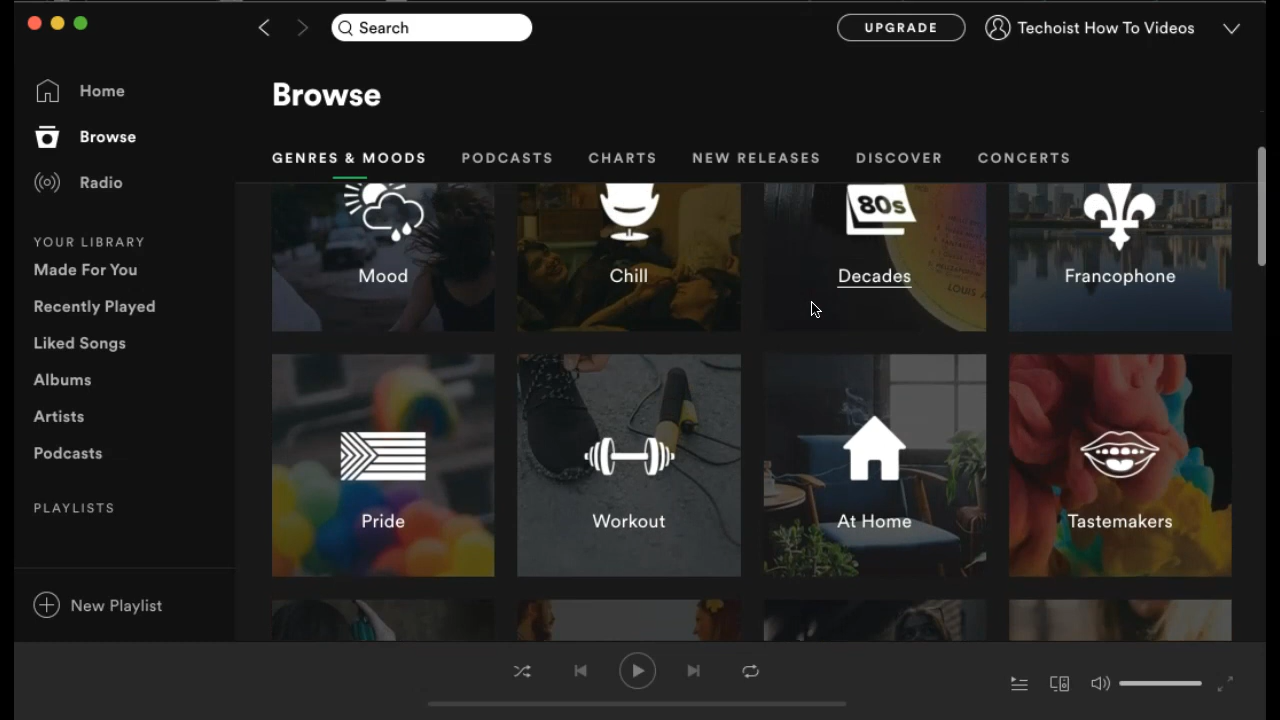 Search
UPGRADE
Techoist How To Videos
Home
Browse
Radio
YOUR LIBRARY
Made For You
Recently Played
Liked Songs
Albums
Artists
Podcasts
PLAYLISTS
New Playlist
Browse
GENRES & MOODS PODCASTS CHARTS NEW RELEASES DISCOVER CONCERTS
80s
Mood Chill Decades Francophone
Pride Workout At Home Tastemakers